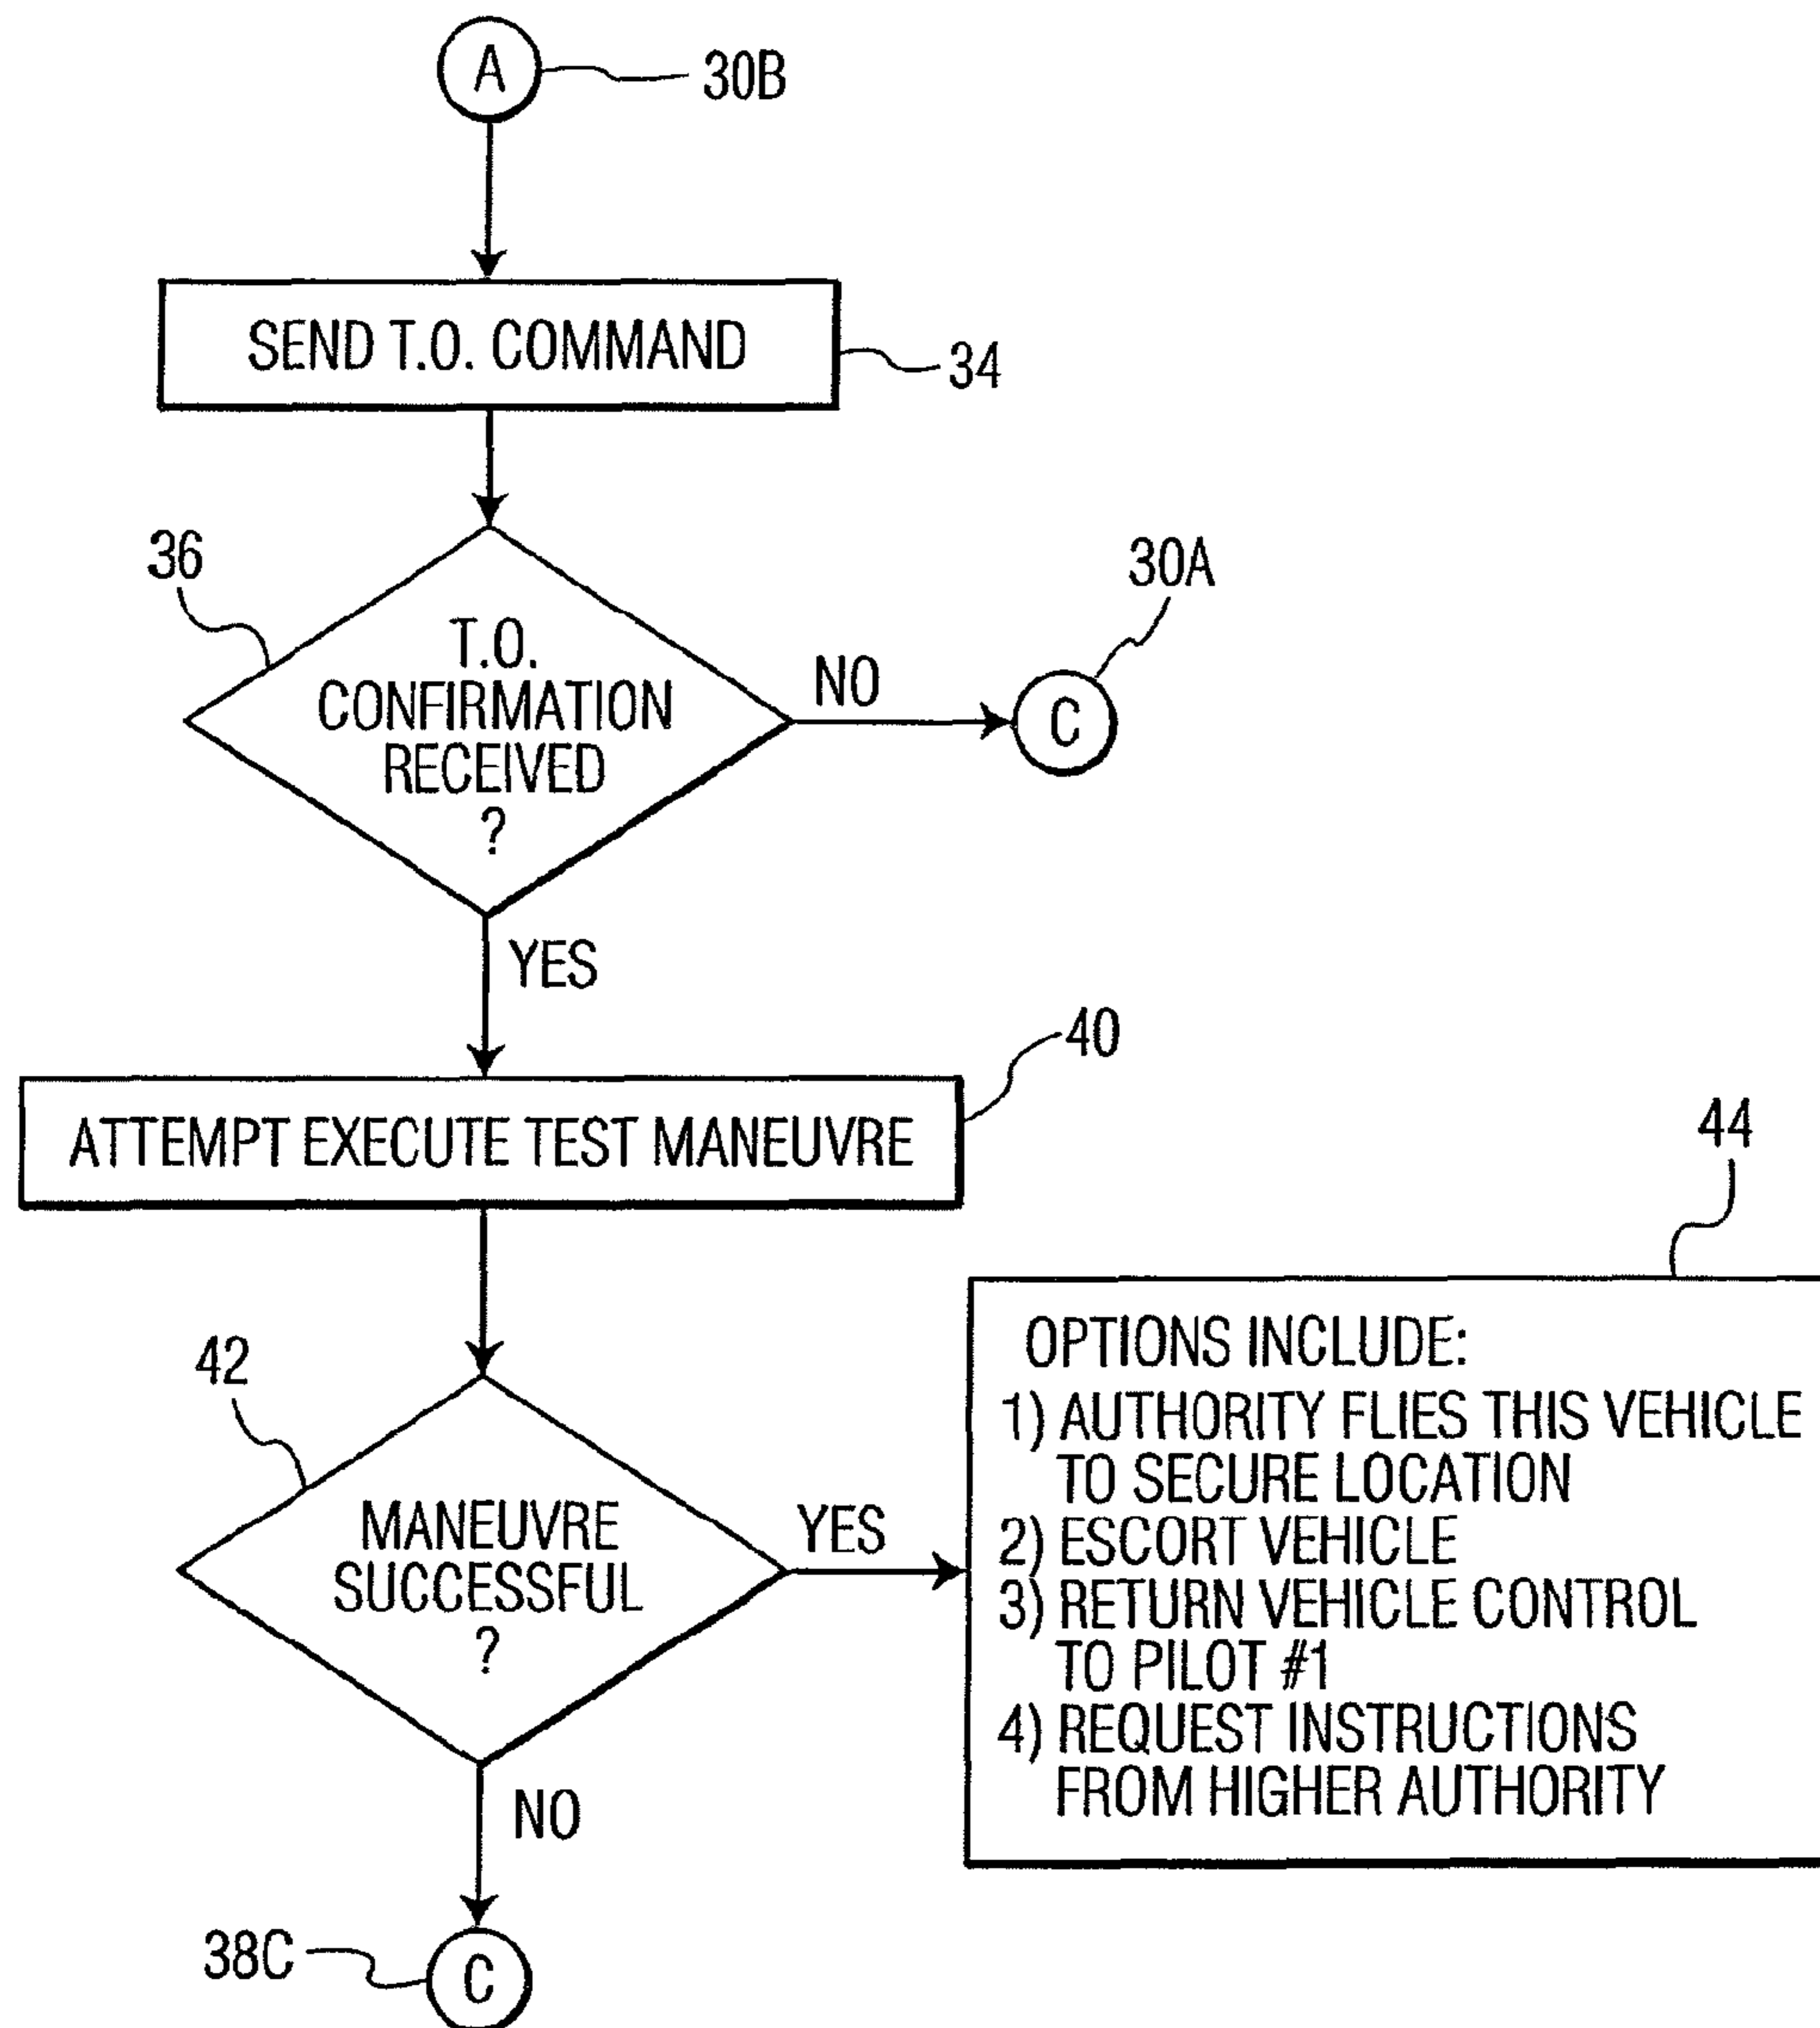 A
30B
SEND T.O. COMMAND
34
36
T.O.
CONFIRMATION
RECEIVED
?
NO
30A
C
YES
ATTEMPT EXECUTE TEST MANEUVRE
40
42
MANEUVRE
SUCCESSFUL
?
YES
44
OPTIONS INCLUDE:
1) AUTHORITY FLIES THIS VEHICLE
TO SECURE LOCATION
2) ESCORT VEHICLE
3) RETURN VEHICLE CONTROL
TO PILOT #1
4) REQUEST INSTRUCTIONS
FROM HIGHER AUTHORITY
NO
38C
C